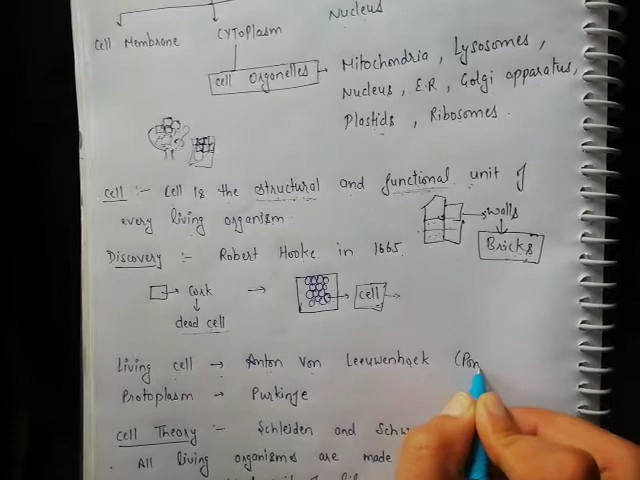 Nucleus
Cell Membrane Cytoplasm
Cell Organelles → Mitochondria, Lysosomes,
Nucleus, E.R, Golgi apparatus,
Plastids, Ribosomes.
Cell :- Cell is the structural and functional unit of
every living organism.
walls
Bricks
Discovery :- Robert Hooke in 1665.
→ Cork → → cell →
dead cell
Living cell → Anton Von Leeuwenhoek (Pon
Protoplasm → Purkinje
Cell Theory :- Schleiden and
. All living organisms are made